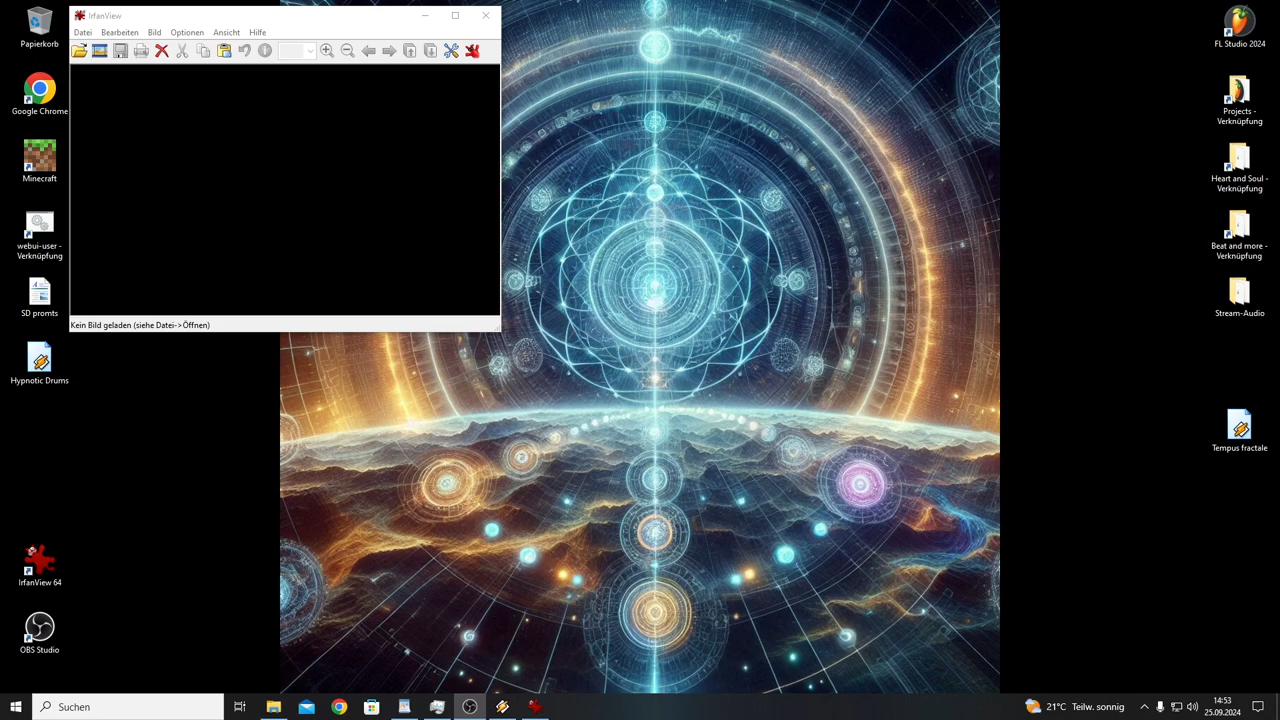 Papierkorb
Google Chrome
Minecraft
webui-user -
Verknüpfung
SD promts
Hypnotic Drums
IrfanView 64
OBS Studio
IrfanView
Datei Bearbeiten Bild Optionen Ansicht Hilfe
Kein Bild geladen (siehe Datei->Öffnen)
FL Studio 2024
Projects -
Verknüpfung
Heart and Soul -
Verknüpfung
Beat and more -
Verknüpfung
Stream-Audio
Tempus fractale
Suchen
21°C Teilw. sonnig
14:53
25.09.2024